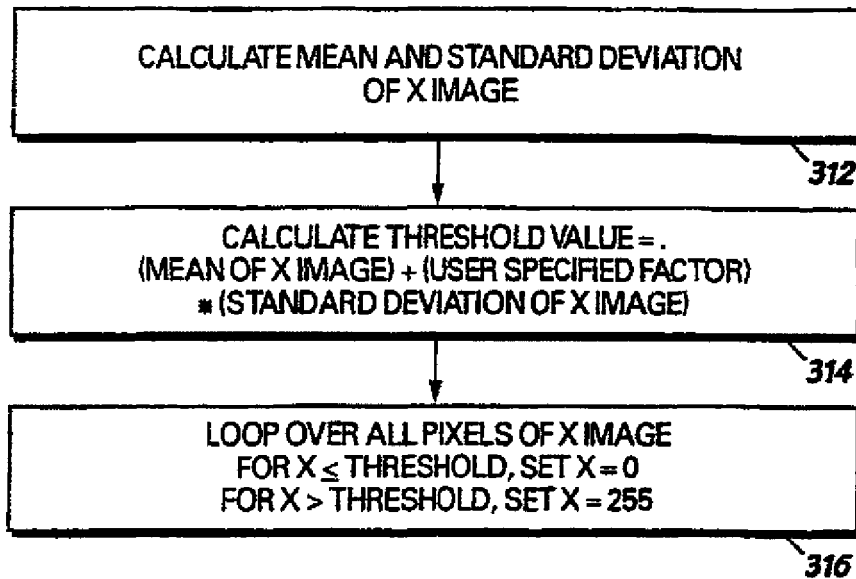 CALCULATE MEAN AND STANDARD DEVIATION
OF X IMAGE
312
CALCULATE THRESHOLD VALUE = .
(MEAN OF X IMAGE) + (USER SPECIFIED FACTOR)
* (STANDARD DEVIATION OF X IMAGE)
314
LOOP OVER ALL PIXELS OF X IMAGE
FOR X ≤ THRESHOLD, SET X = 0
FOR X > THRESHOLD, SET X = 255
316